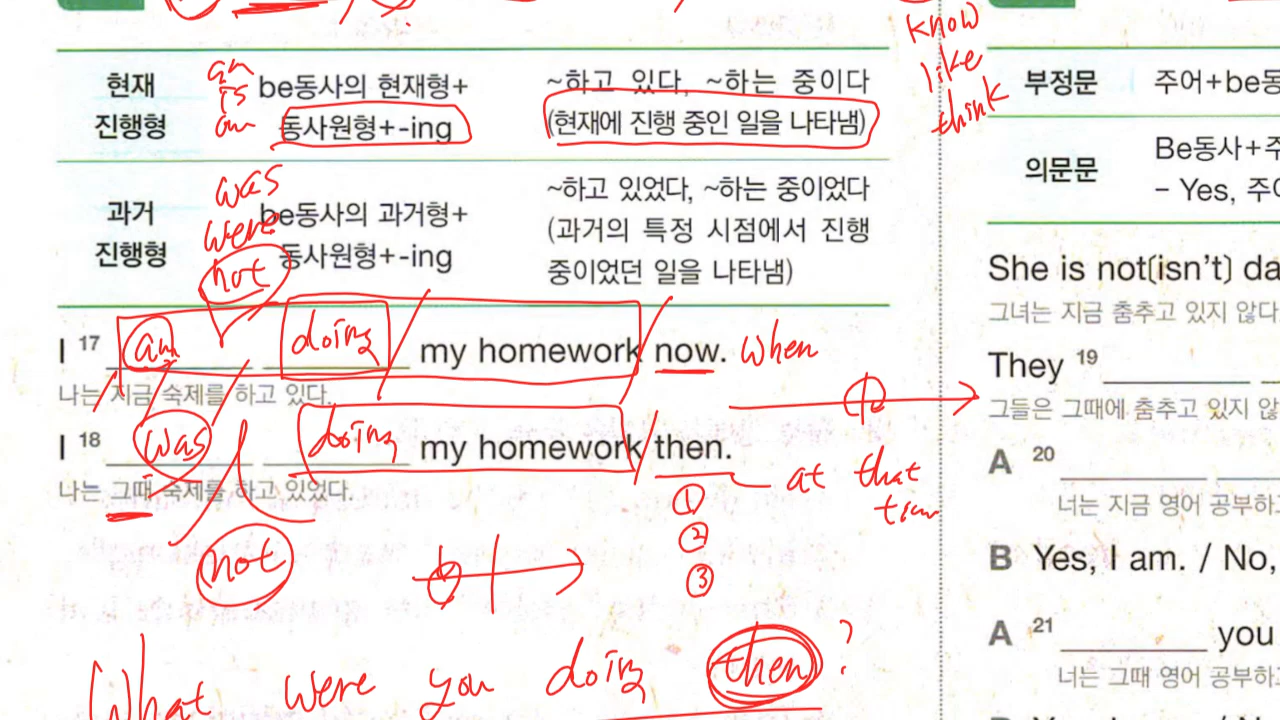 know
like
think
현재
진행형
is
be동사의 현재형+
동사원형+-ing
~하고 있다, ~하는 중이다
(현재에 진행 중인 일을 나타냄)
과거
진행형
was
were
not
be동사의 과거형+
동사원형+-ing
~하고 있었다, ~하는 중이었다
(과거의 특정 시점에서 진행
중이었던 일을 나타냄)
I 17 am doing my homework now. when
나는 지금 숙제를 하고 있다.
I 18 was doing my homework then.
나는 그때 숙제를 하고 있었다.
at that
①
②
③
not
What were you doing then?
부정문
주어+be동
의문문
Be동사+주
– Yes, 주어
She is not(isn't) da
그녀는 지금 춤추고 있지 않다
They 19
그들은 그때에 춤추고 있지 않
A 20
너는 지금 영어 공부하고
B Yes, I am. / No,
A 21 you
너는 그때 영어 공부하